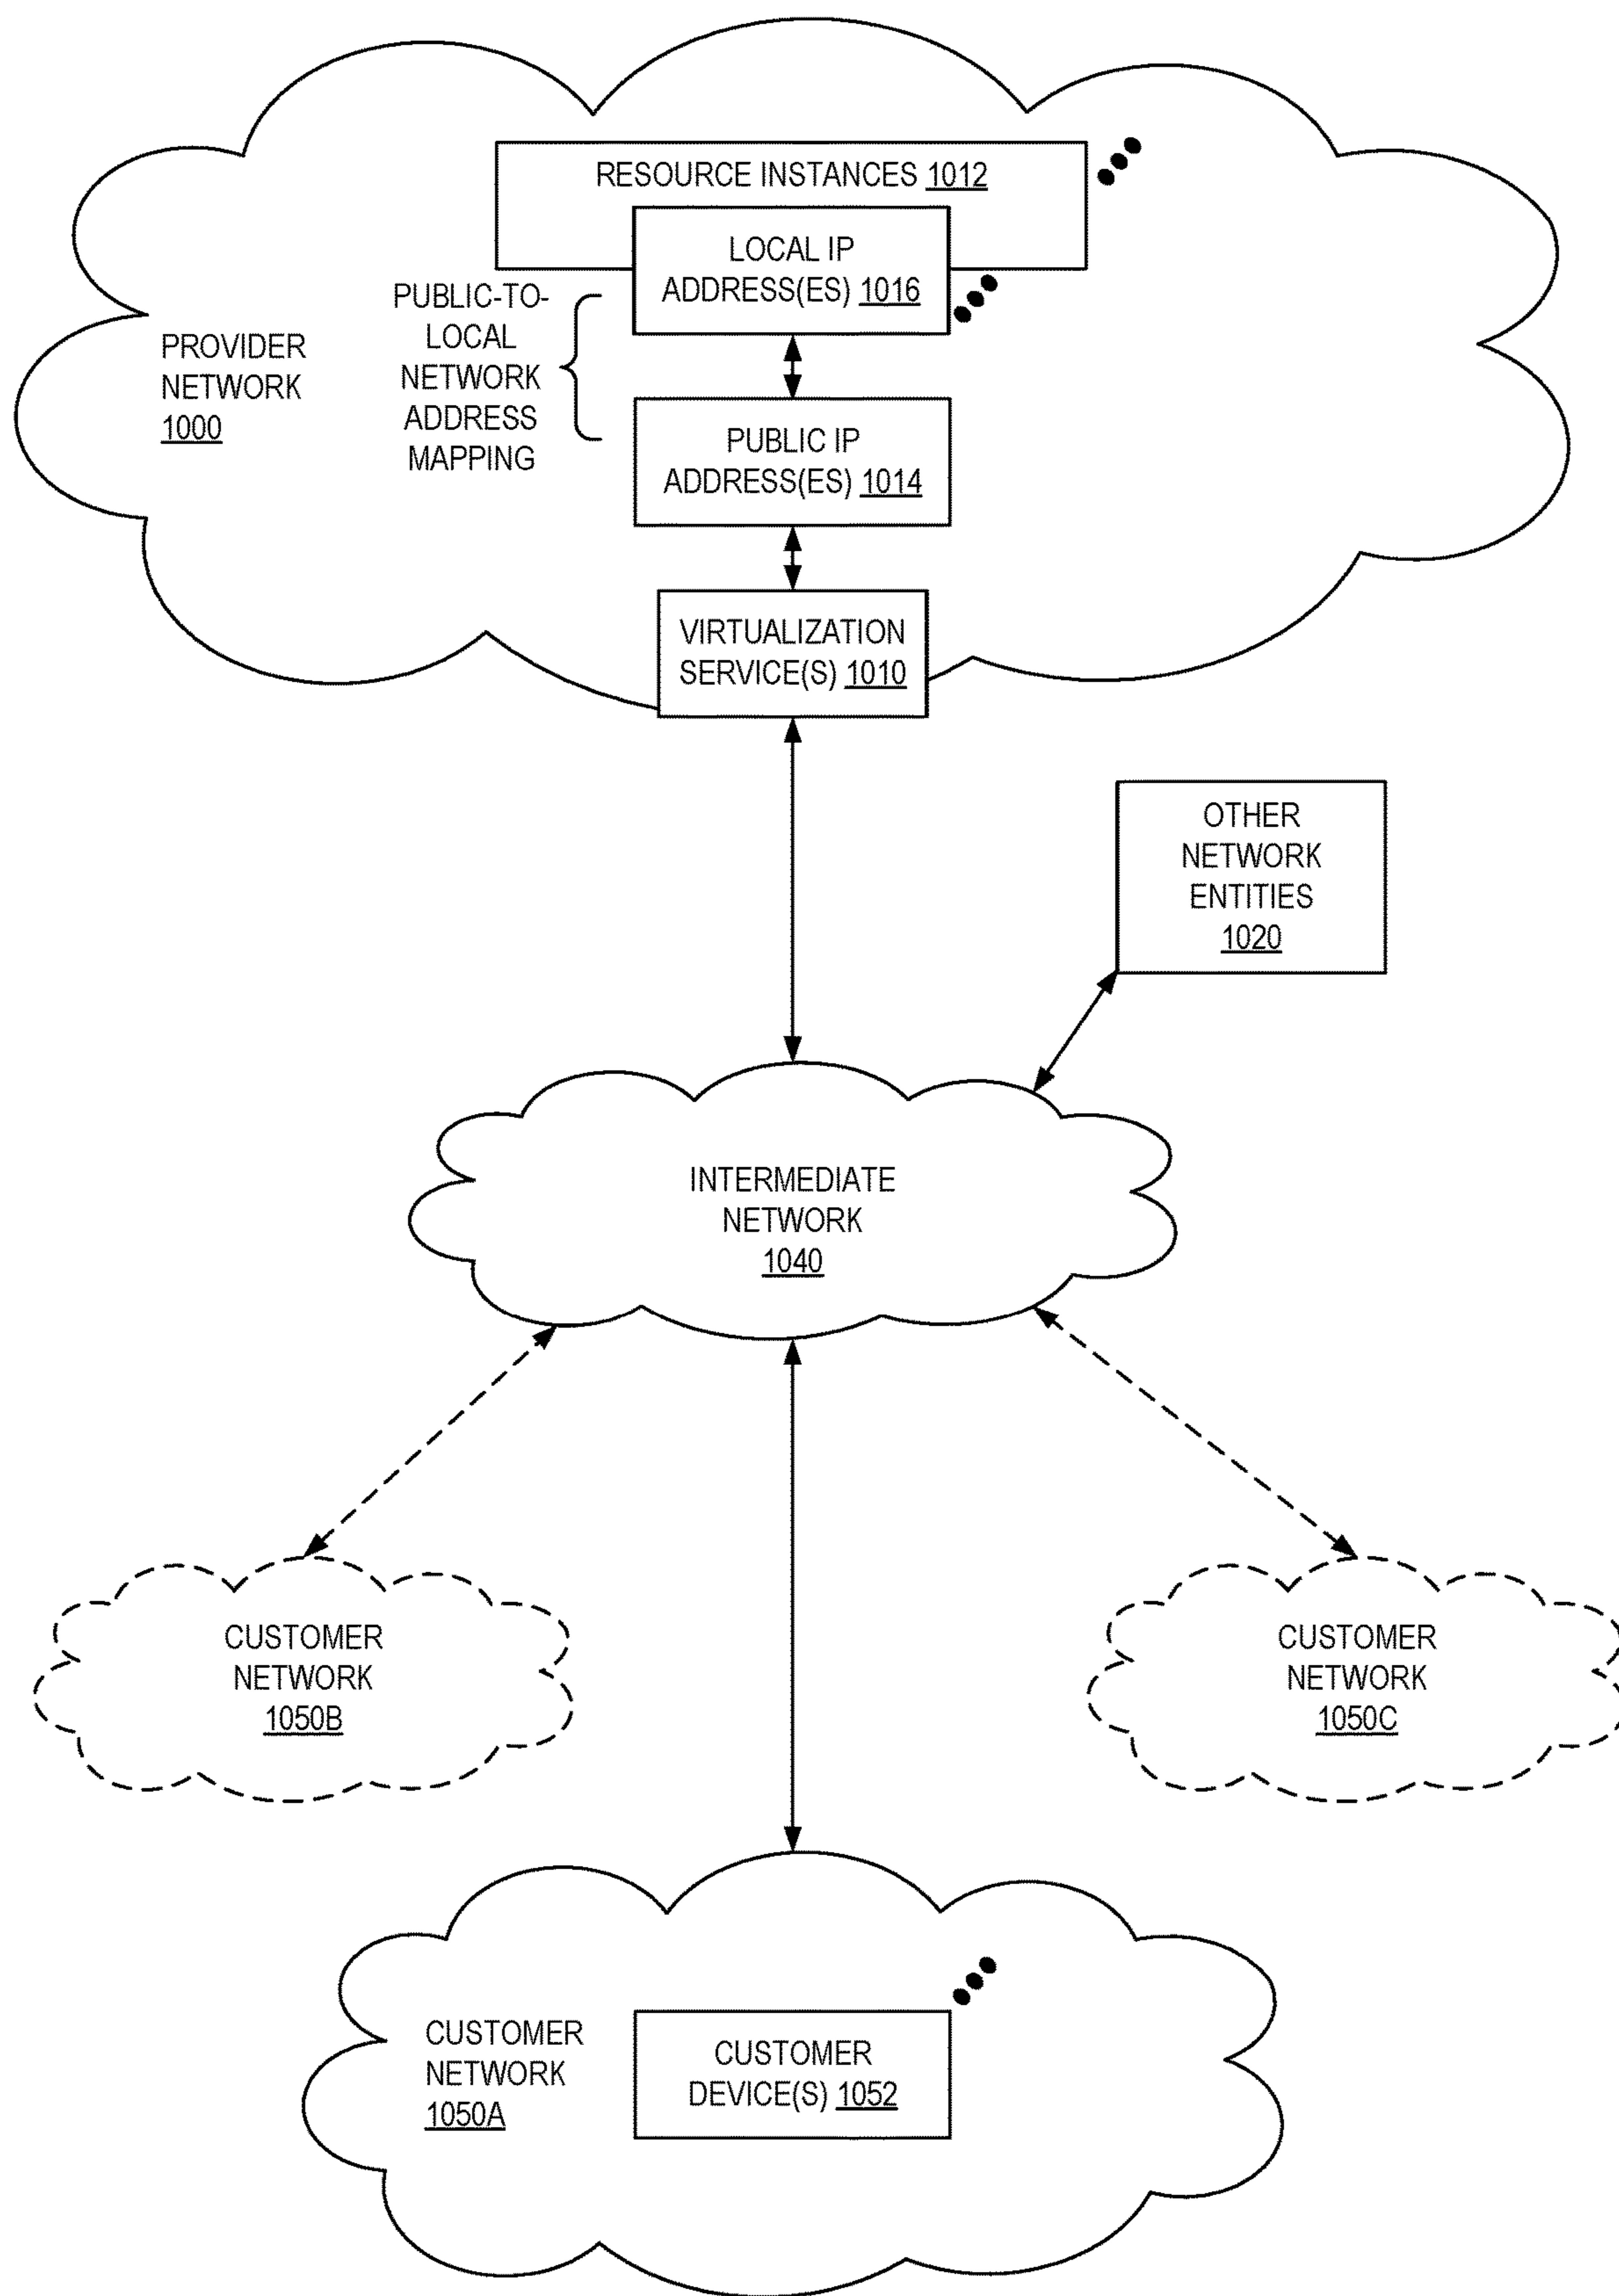 RESOURCE INSTANCES 1012
LOCAL IP
ADDRESS(ES) 1016
PUBLIC-TO-
LOCAL
NETWORK
ADDRESS
MAPPING
PROVIDER
NETWORK
1000
PUBLIC IP
ADDRESS(ES) 1014
VIRTUALIZATION
SERVICE(S) 1010
OTHER
NETWORK
ENTITIES
1020
INTERMEDIATE
NETWORK
1040
CUSTOMER
NETWORK
1050B
CUSTOMER
NETWORK
1050C
CUSTOMER
NETWORK
1050A
CUSTOMER
DEVICE(S) 1052